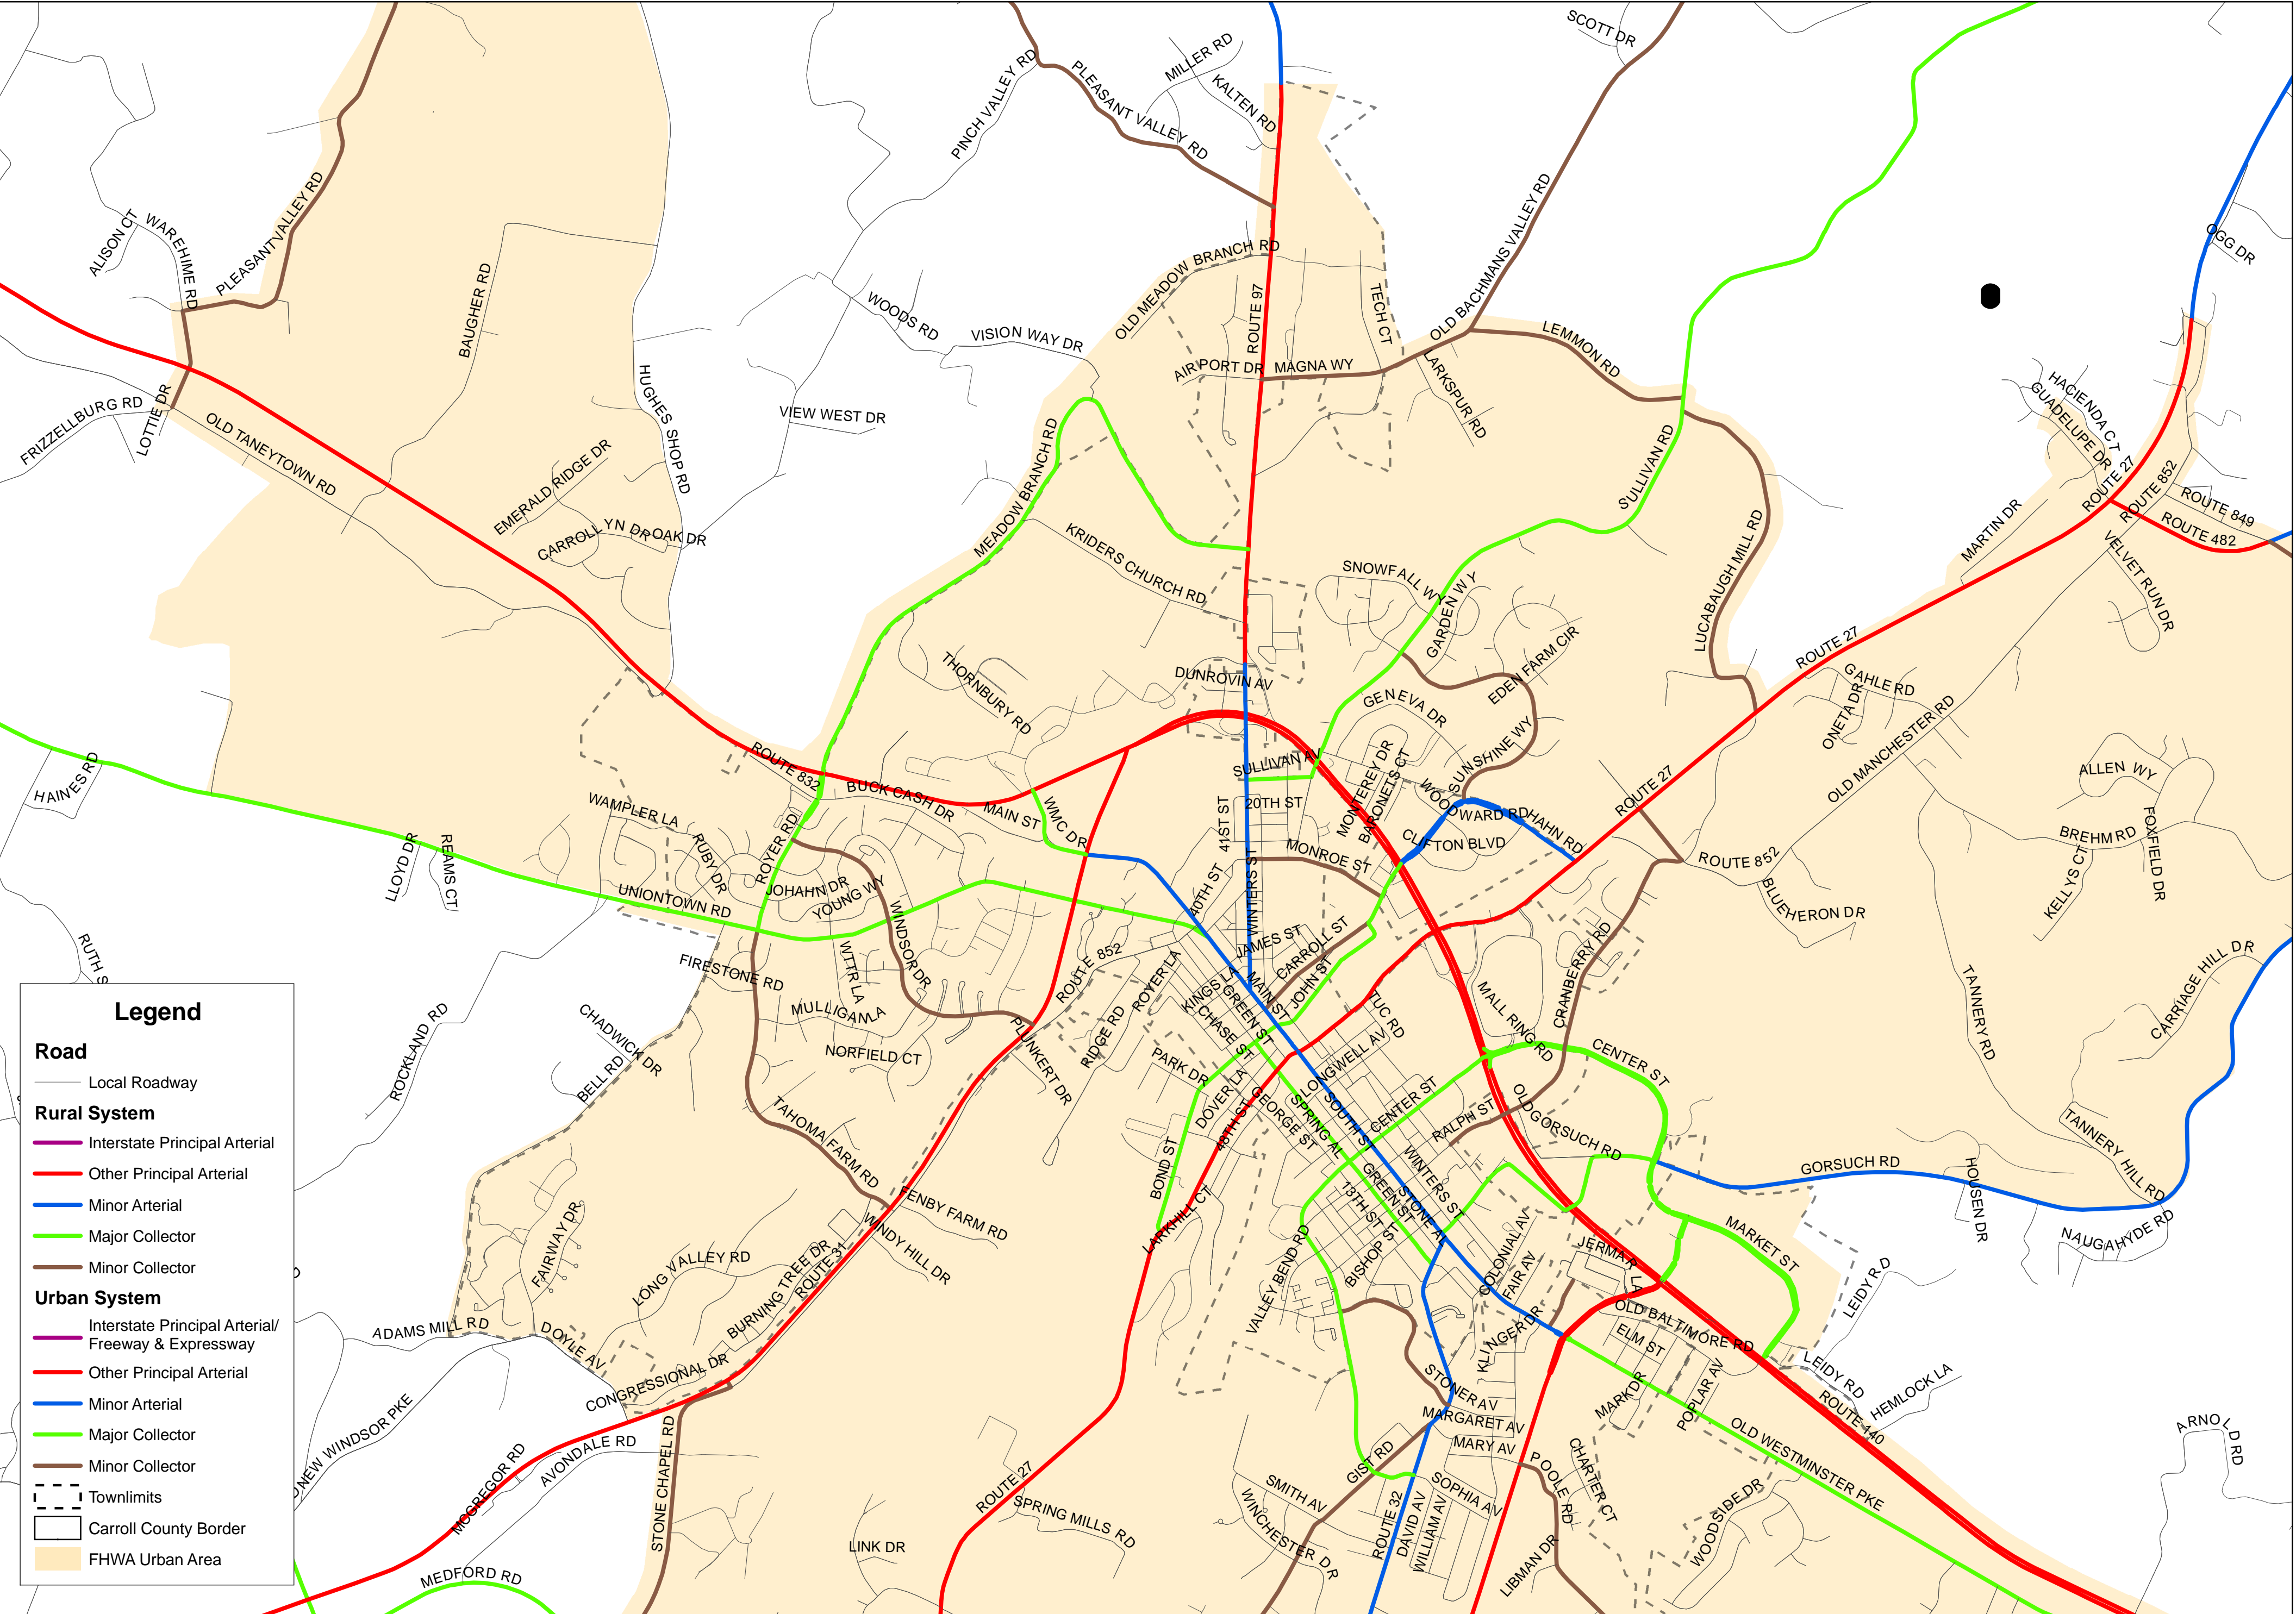 SCOTT DR
MILLER RD
PINCH VALLEY RD
PLEASANT VALLEY RD
KALTEN RD
ALISON CT
WAREHIME RD
PLEASANT VALLEY RD
OLD BACHMANS VALLEY RD
OGG DR
BAUGHER RD
OLD MEADOW BRANCH RD
ROUTE 97
TECH CT
WOODS RD
VISION WAY DR
LEMMON RD
AIRPORT DR
MAGNA WY
LARKSPUR RD
HUGHES SHOP RD
VIEW WEST DR
HACIENDA CT
GUADELUPE DR
FRIZZELLBURG RD
LOTTIE DR
OLD TANEYTOWN RD
EMERALD RIDGE DR
CARROLLYN DR
OAK DR
MEADOW BRANCH RD
SULLIVAN RD
ROUTE 27
ROUTE 852
ROUTE 849
ROUTE 482
MARTIN DR
VELVET RUN DR
KRIDERS CHURCH RD
SNOWFALL WY
GARDEN WY
LUCABAUGH MILL RD
EDEN FARM CIR
THORNBURY RD
DUNROVIN AV
GENEVA DR
ROUTE 27
GAHLE RD
ONETA DR
OLD MANCHESTER RD
ROUTE 832
SULLIVAN AV
MONTEREY DR
BARONETS CT
SUNSHINE WY
WOODWARD RD
HAHN RD
ROUTE 27
ALLEN WY
HAINES RD
WAMPLER LA
BUCK CASH DR
MAIN ST
WMC DR
20TH ST
41ST ST
CLIFTON BLVD
MONROE ST
ROUTE 852
BREHM RD
FOXFIELD DR
KELLYS CT
LLOYD DR
REAMS CT
RUBY DR
ROYER RD
JOHAHN DR
YOUNG WY
UNIONTOWN RD
WINDSOR DR
40TH ST
WINTERS ST
BLUEHERON DR
RUTH S
FIRESTONE RD
WTTR LA
ROUTE 852
ROYER LA
JAMES ST
CARROLL ST
KINGS LA
MAIN ST
JOHN ST
GREEN ST
CHASE ST
TUC RD
MALL RING RD
CRANBERRY RD
TANNERY RD
CARRIAGE HILL DR
ROCKLAND RD
CHADWICK DR
BELL RD
MULLIGAN LA
NORFIELD CT
PLUNKERT DR
RIDGE RD
PARK DR
LONGWELL AV
CENTER ST
Legend
Road
Local Roadway
Rural System
Interstate Principal Arterial
Other Principal Arterial
Minor Arterial
Major Collector
Minor Collector
Urban System
Interstate Principal Arterial/
Freeway & Expressway
Other Principal Arterial
Minor Arterial
Major Collector
Minor Collector
Townlimits
Carroll County Border
FHWA Urban Area
TAHOMA FARM RD
DOVER LA
48TH ST
GEORGE ST
SPRING AL
SOUTH ST
CENTER ST
RALPH ST
OLD GORSUCH RD
GORSUCH RD
TANNERY HILL RD
HOUSEN DR
NAUGAHYDE RD
BOND ST
LARKHILL CT
FENBY FARM RD
WINDY HILL DR
WINTERS ST
GREEN ST
STONE AL
13TH ST
BISHOP ST
VALLEY BEND RD
MARKET ST
FAIRWAY DR
LONG VALLEY RD
BURNING TREE DR
ROUTE 31
COLONIAL AV
FAIR AV
JERMAR LA
LEIDY RD
ADAMS MILL RD
DOYLE AV
KLINGER DR
OLD BALTIMORE RD
ELM ST
CONGRESSIONAL DR
STONER AV
MARGARET AV
MARK DR
POPLAR AV
LEIDY RD
HEMLOCK LA
ROUTE 140
NEW WINDSOR PKE
AVONDALE RD
STONE CHAPEL RD
MCGREGOR RD
MARY AV
GIST RD
SOPHIA AV
POOLE RD
CHARTER CT
OLD WESTMINSTER PKE
ARNOLD RD
ROUTE 27
SPRING MILLS RD
SMITH AV
WINCHESTER DR
ROUTE 32
DAVID AV
WILLIAM AV
WOODSIDE DR
LIBMAN DR
LINK DR
MEDFORD RD